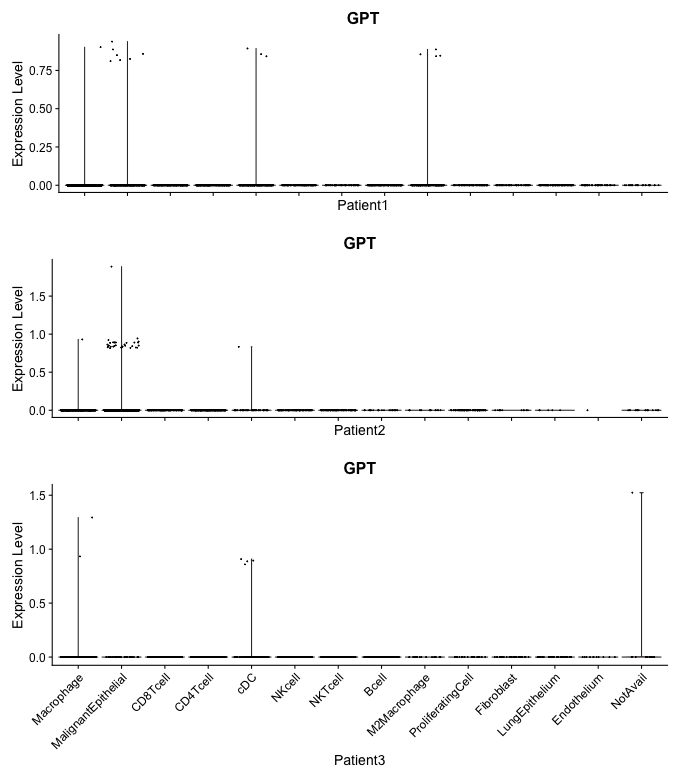 GPT
Expression Level
0.75
0.50
0.25
0.00
Patient1
GPT
Expression Level
1.5
1.0
0.5
0.0
Patient2
GPT
Expression Level
1.5
1.0
0.5
0.0
Macrophage
MalignantEpithelial
CD8Tcell
CD4Tcell
cDC
NKcell
NKTcell
Bcell
M2Macrophage
ProliferatingCell
Fibroblast
LungEpithelium
Endothelium
NotAvail
Patient3